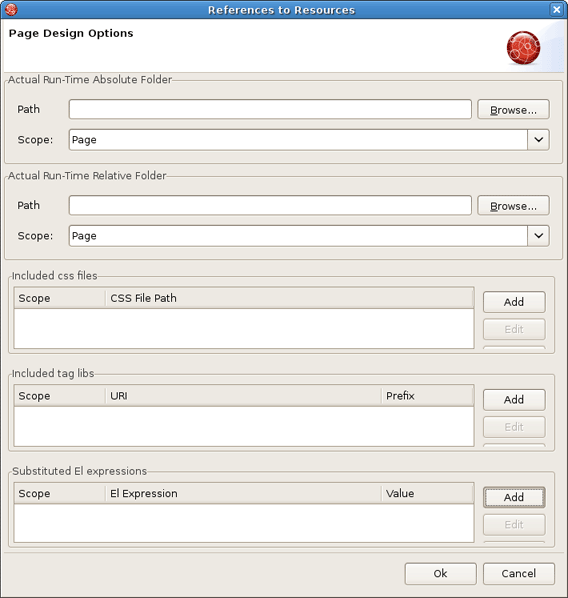 References to Resources
Page Design Options
Actual Run-Time Absolute Folder
Path Browse...
Scope: Page
Actual Run-Time Relative Folder
Path Browse...
Scope: Page
Included css files
Scope CSS File Path Add
Edit
Included tag libs
Scope URI Prefix Add
Edit
Substituted El expressions
Scope El Expression Value Add
Edit
Ok Cancel